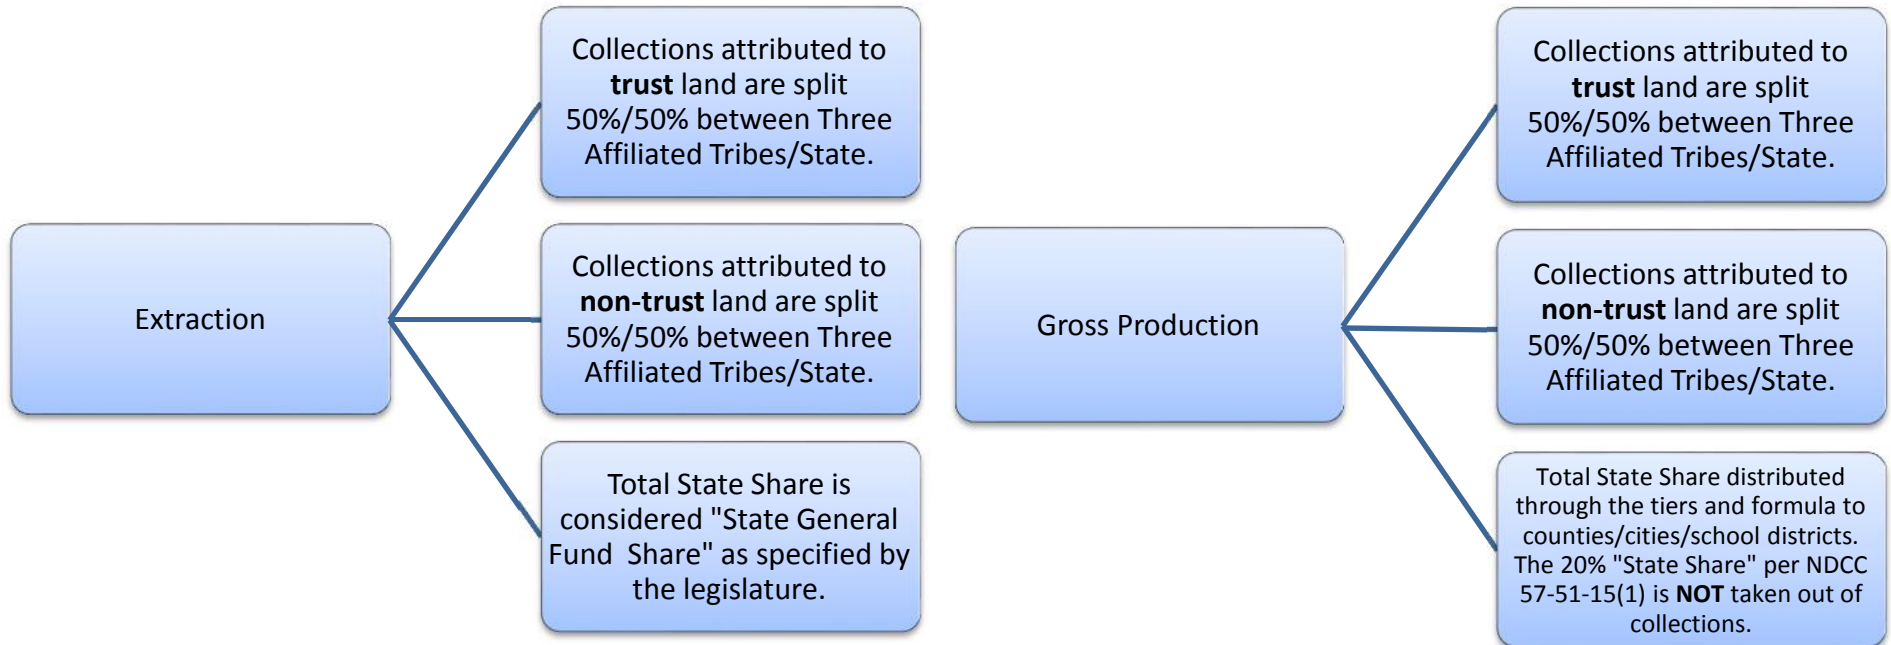 Extraction
Collections attributed to
trust land are split
50%/50% between Three
Affiliated Tribes/State.
Collections attributed to
non-trust land are split
50%/50% between Three
Affiliated Tribes/State.
Total State Share is
considered "State General
Fund  Share" as specified by
the legislature.
Gross Production
Collections attributed to
trust land are split
50%/50% between Three
Affiliated Tribes/State.
Collections attributed to
non-trust land are split
50%/50% between Three
Affiliated Tribes/State.
Total State Share distributed
through the tiers and formula to
counties/cities/school districts.
The 20% "State Share" per NDCC
57-51-15(1) is NOT taken out of
collections.